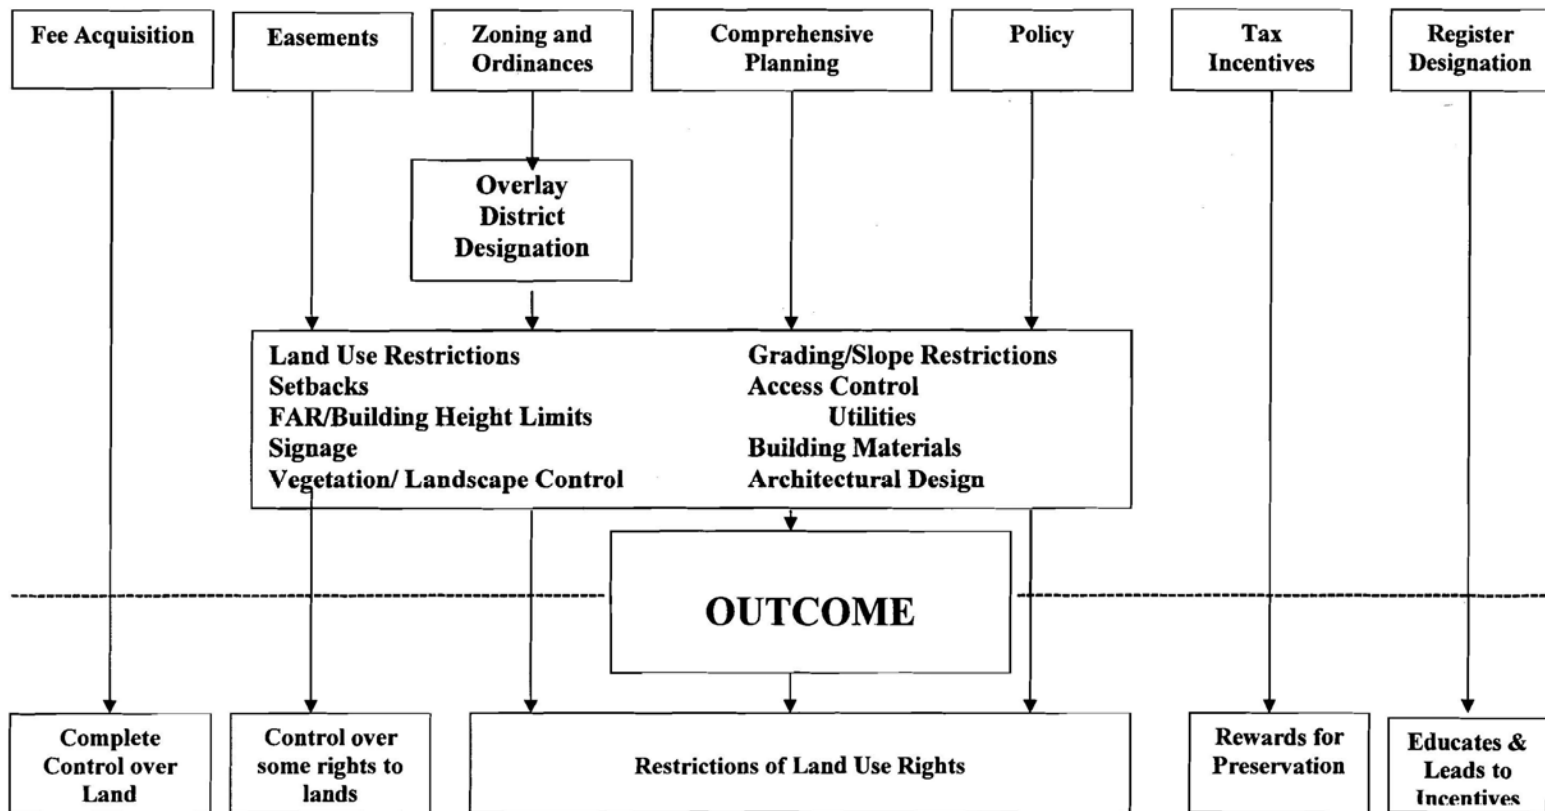 Fee Acquisition
Easements
Zoning and
Ordinances
Comprehensive
Planning
Policy
Tax
Incentives
Register
Designation
Overlay
District
Designation
Land Use Restrictions
Setbacks
FAR/Building Height Limits
Signage
Vegetation/ Landscape Control
Grading/Slope Restrictions
Access Control
Utilities
Building Materials
Architectural Design
OUTCOME
Complete
Control over
Land
Control over
some rights to
lands
Restrictions of Land Use Rights
Rewards for
Preservation
Educates &
Leads to
Incentives